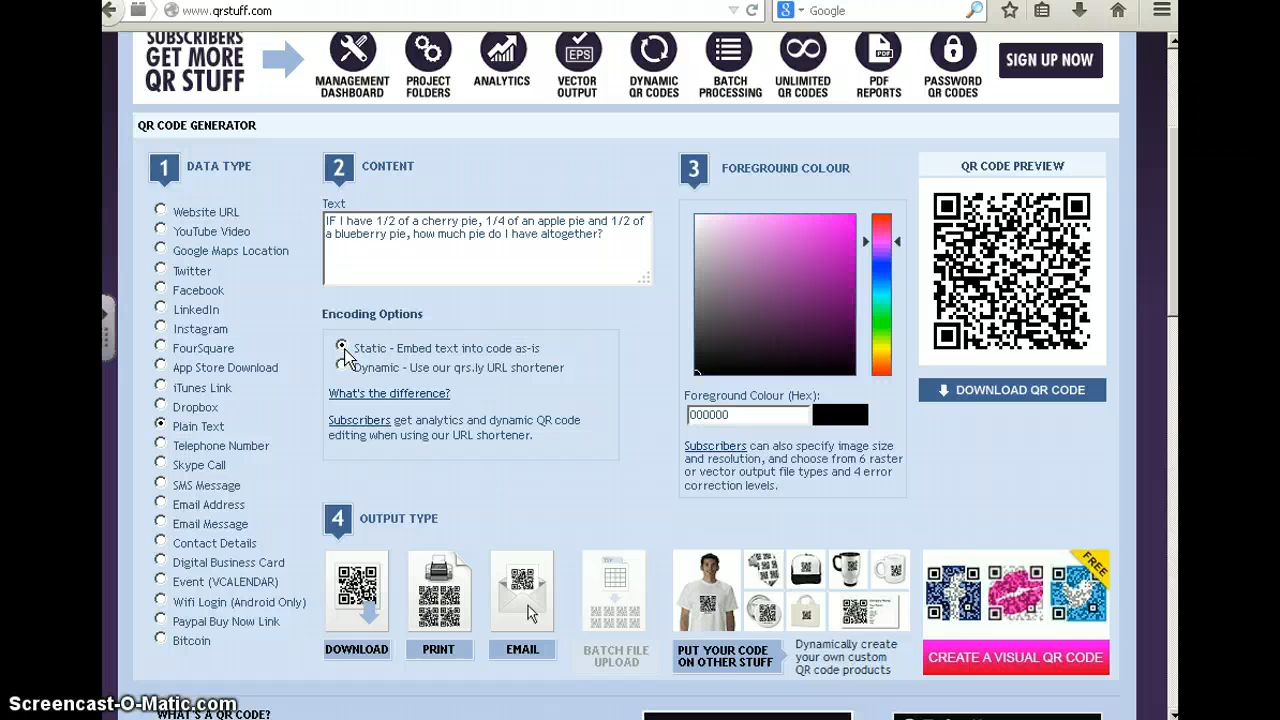 www.qrstuff.com
Google
SUBSCRIBERS
GET MORE
QR STUFF
MANAGEMENT
DASHBOARD
PROJECT
FOLDERS
ANALYTICS
EPS
VECTOR
OUTPUT
DYNAMIC
QR CODES
BATCH
PROCESSING
UNLIMITED
QR CODES
PDF
PDF
REPORTS
PASSWORD
QR CODES
SIGN UP NOW
QR CODE GENERATOR
1 DATA TYPE
Website URL
YouTube Video
Google Maps Location
Twitter
Facebook
LinkedIn
Instagram
FourSquare
App Store Download
iTunes Link
Dropbox
Plain Text
Telephone Number
Skype Call
SMS Message
Email Address
Email Message
Contact Details
Digital Business Card
Event (VCALENDAR)
Wifi Login (Android Only)
Paypal Buy Now Link
Bitcoin
2 CONTENT
Text
IF I have 1/2 of a cherry pie, 1/4 of an apple pie and 1/2 of
a blueberry pie, how much pie do I have altogether?
Encoding Options
Static - Embed text into code as-is
Dynamic - Use our qrs.ly URL shortener
What's the difference?
Subscribers get analytics and dynamic QR code
editing when using our URL shortener.
3 FOREGROUND COLOUR
Foreground Colour (Hex):
000000
Subscribers can also specify image size
and resolution, and choose from 6 raster
or vector output file types and 4 error
correction levels.
QR CODE PREVIEW
DOWNLOAD QR CODE
4 OUTPUT TYPE
DOWNLOAD
PRINT
EMAIL
BATCH FILE
UPLOAD
PUT YOUR CODE
ON OTHER STUFF
Dynamically create
your own custom
QR code products
FREE
CREATE A VISUAL QR CODE
WHAT'S A QR CODE?
Screencast-O-Matic.com